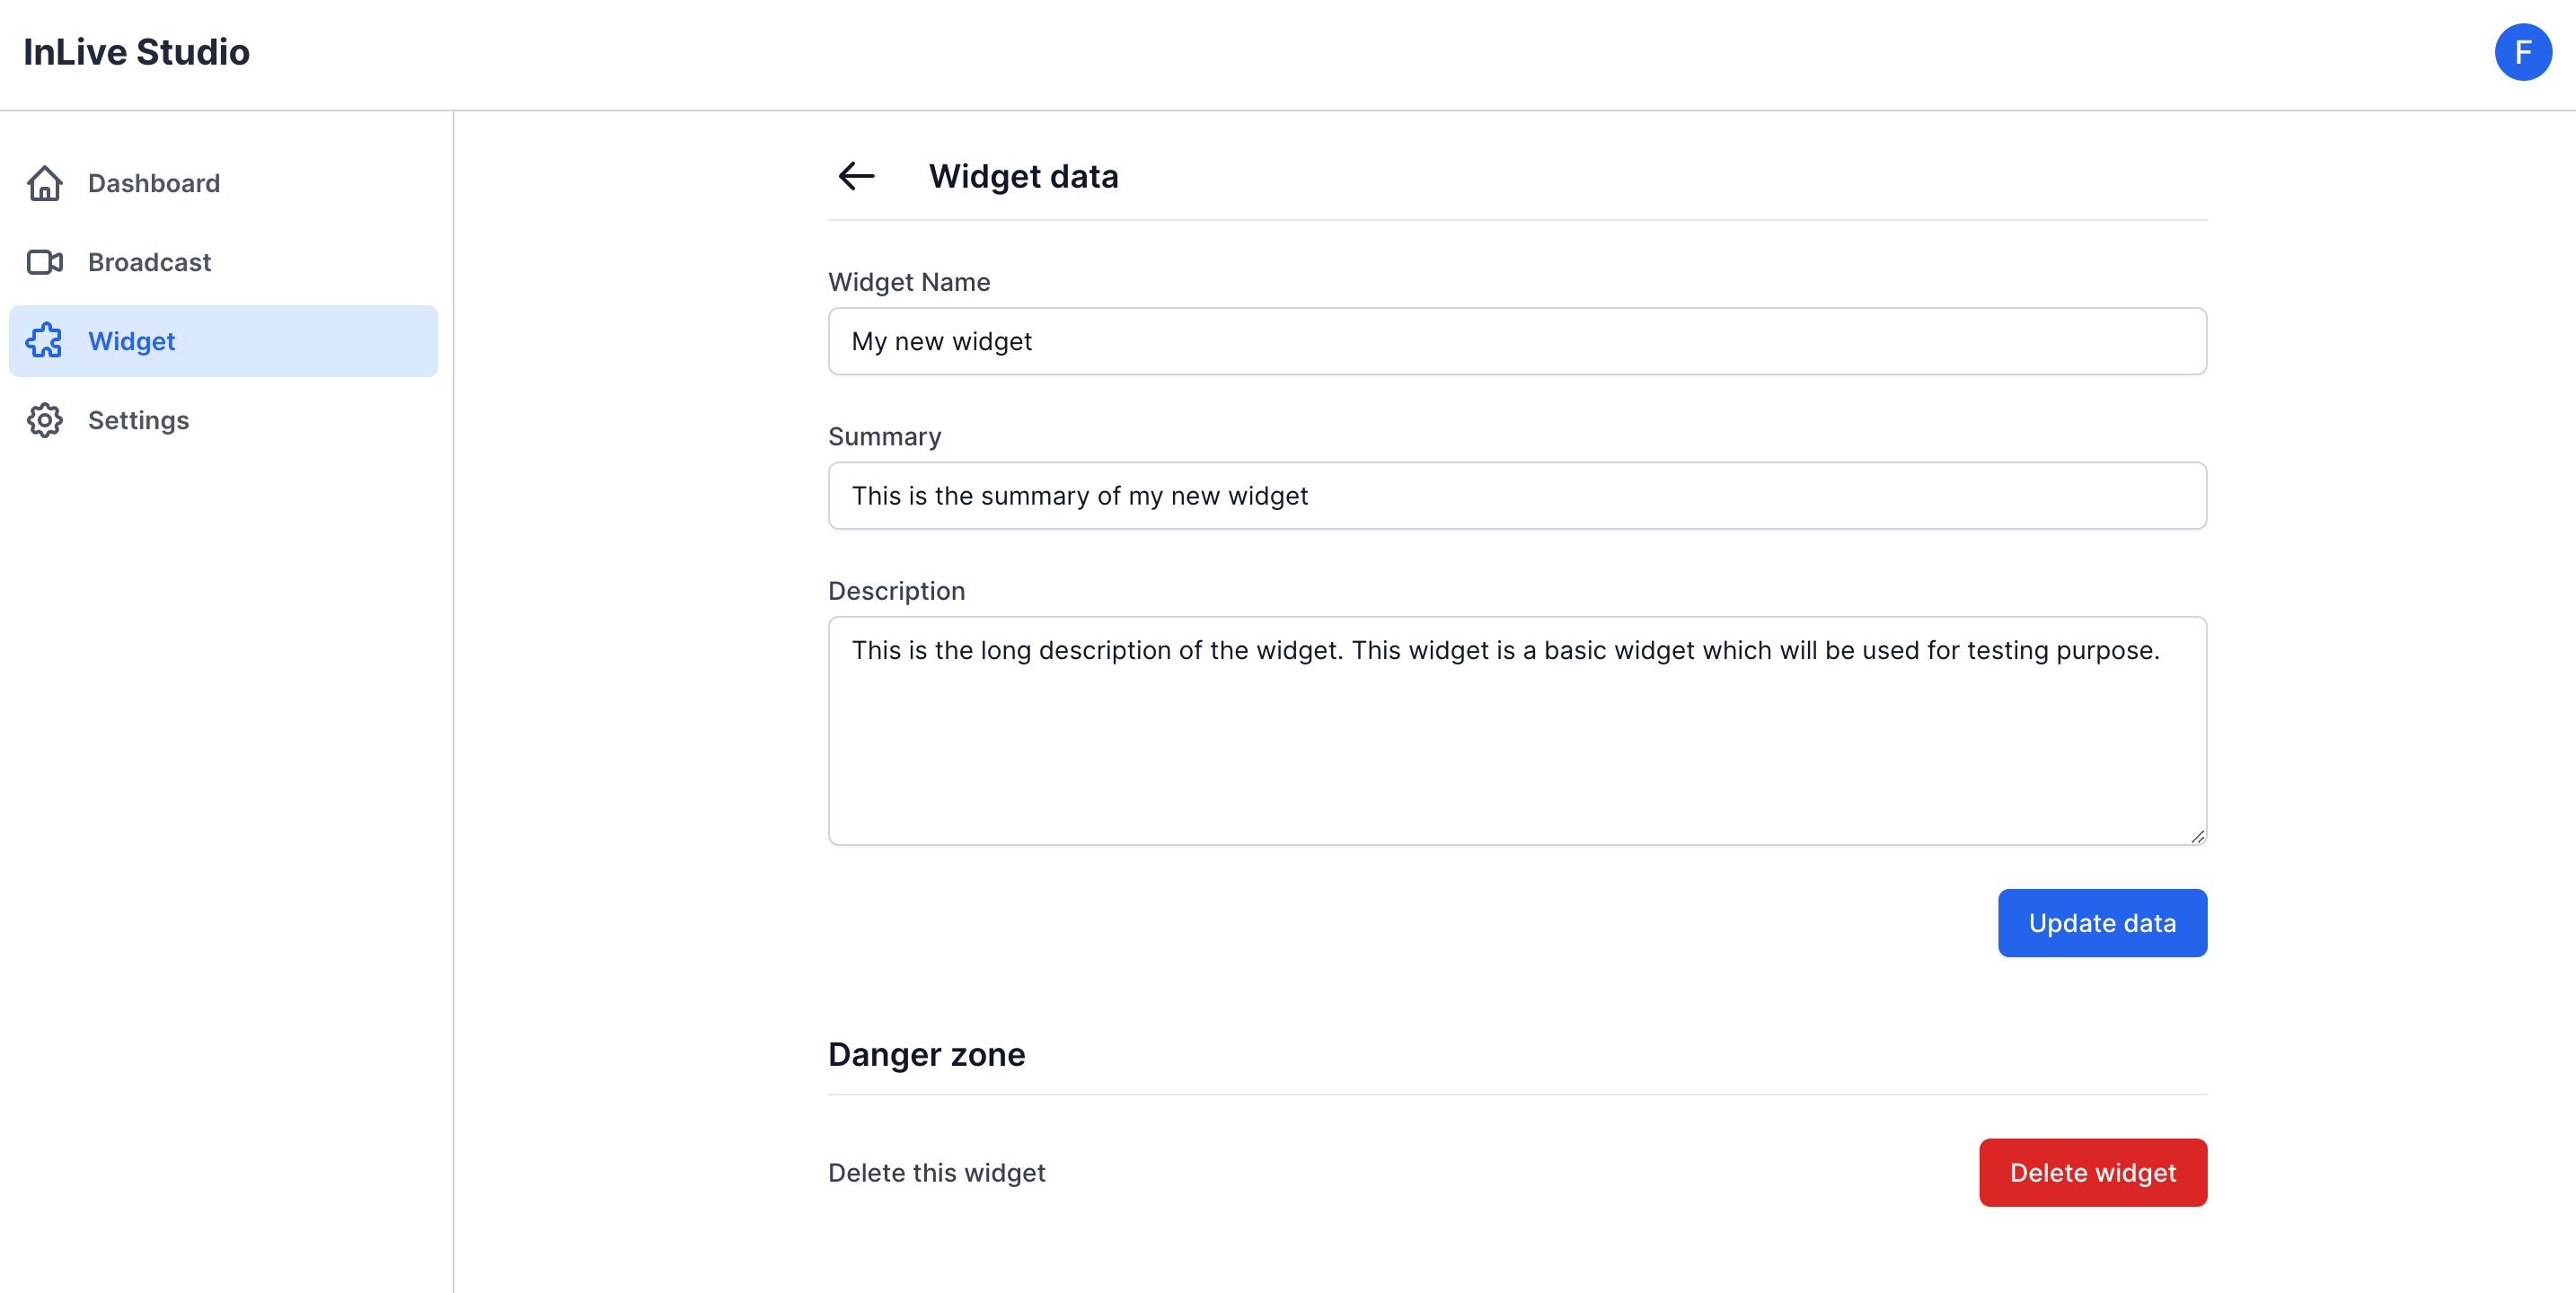 InLive Studio
F
Dashboard
Broadcast
Widget
Settings
Widget data
Widget Name
My new widget
Summary
This is the summary of my new widget
Description
This is the long description of the widget. This widget is a basic widget which will be used for testing purpose.
Update data
Danger zone
Delete this widget
Delete widget